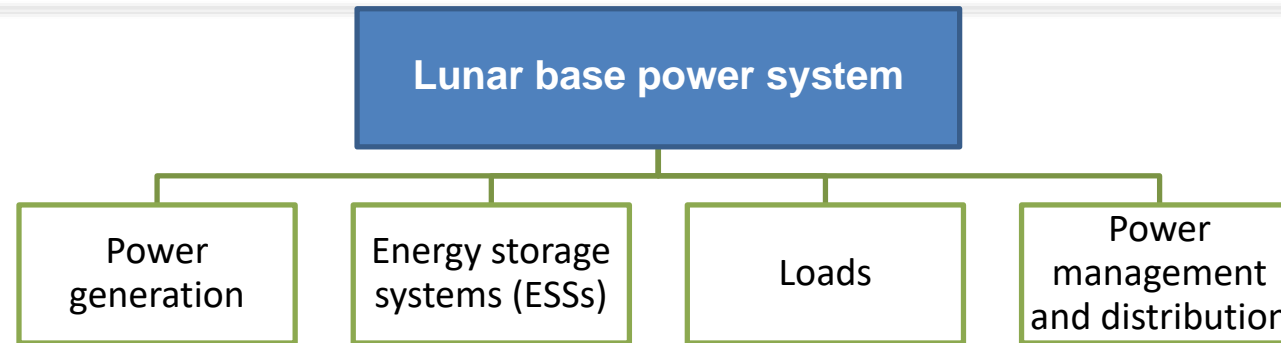 Lunar base power system
Power
generation
Energy storage
systems (ESSs)
Loads
Power
management
and distribution